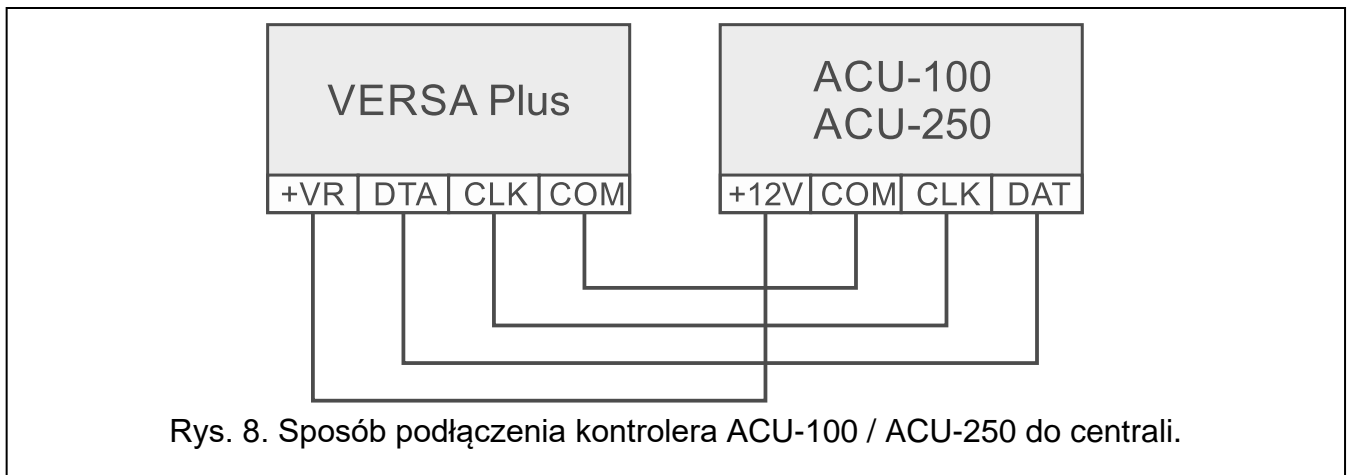 VERSA Plus
+VR DTA CLK COM
ACU-100
ACU-250
+12V COM CLK DAT
Rys. 8. Sposób podłączenia kontrolera ACU-100 / ACU-250 do centrali.